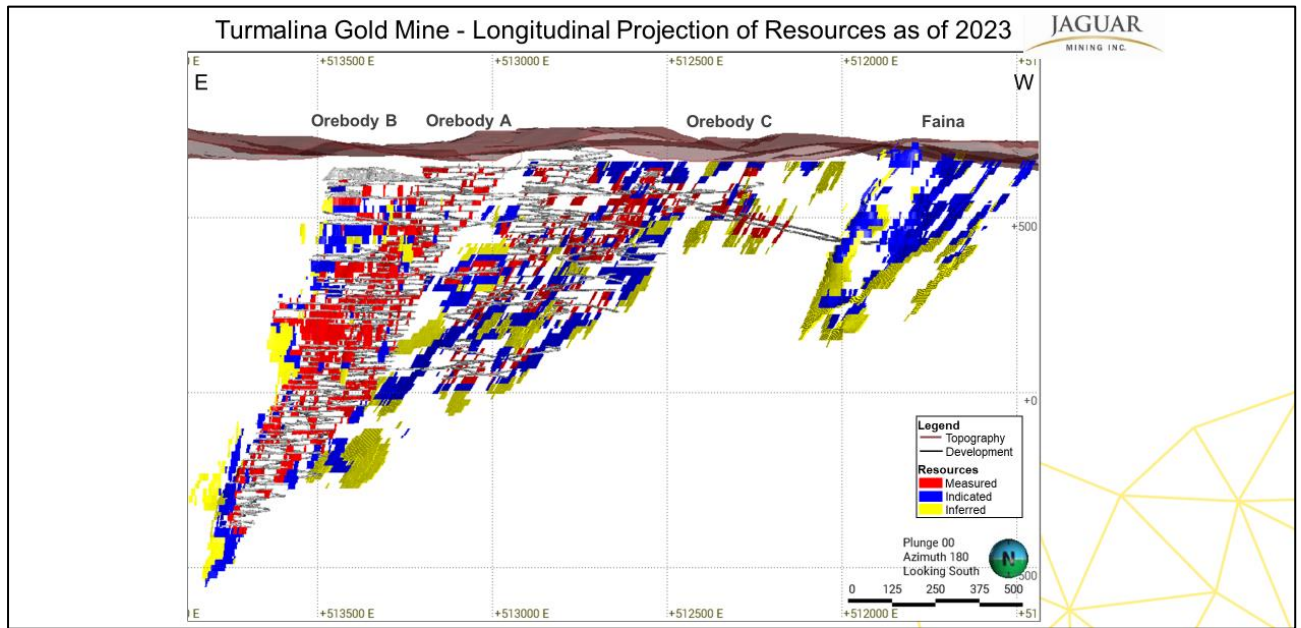 Turmalina Gold Mine - Longitudinal Projection of Resources as of 2023
JAGUAR
MINING INC.
E +513500 E +513000 E +512500 E +512000 E +51
E W
Orebody B Orebody A Orebody C Faina
+500
+0
Legend
Topography
Development
Resources
Measured
Indicated
Inferred
Plunge 00
Azimuth 180
Looking South
N
0 125 250 375 500
E +513500 E +513000 E +512500 E +512000 E +51